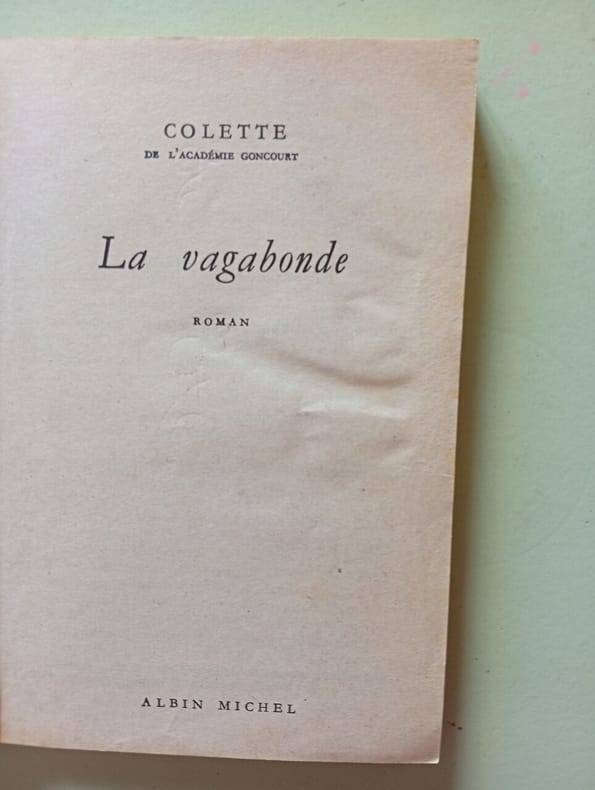 COLETTE
DE L'ACADÉMIE GONCOURT
La vagabonde
ROMAN
ALBIN MICHEL